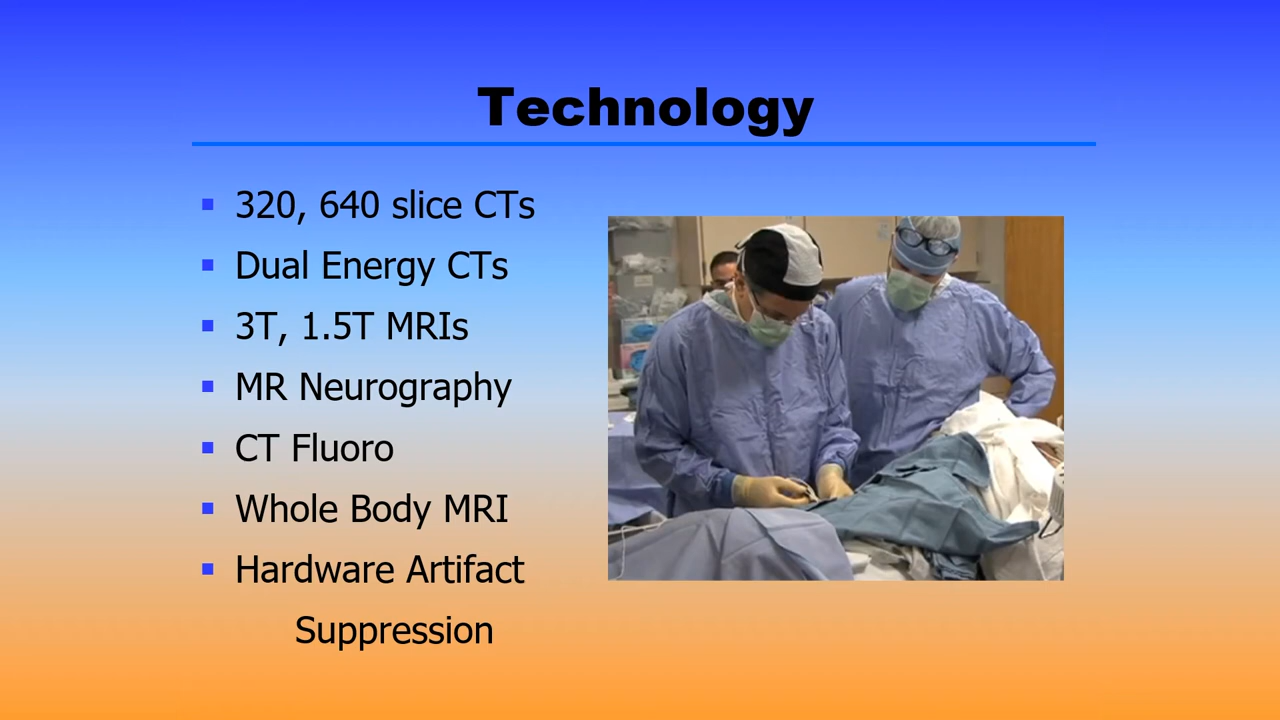 Technology
320, 640 slice CTs
Dual Energy CTs
3T, 1.5T MRIs
MR Neurography
CT Fluoro
Whole Body MRI
Hardware Artifact
Suppression